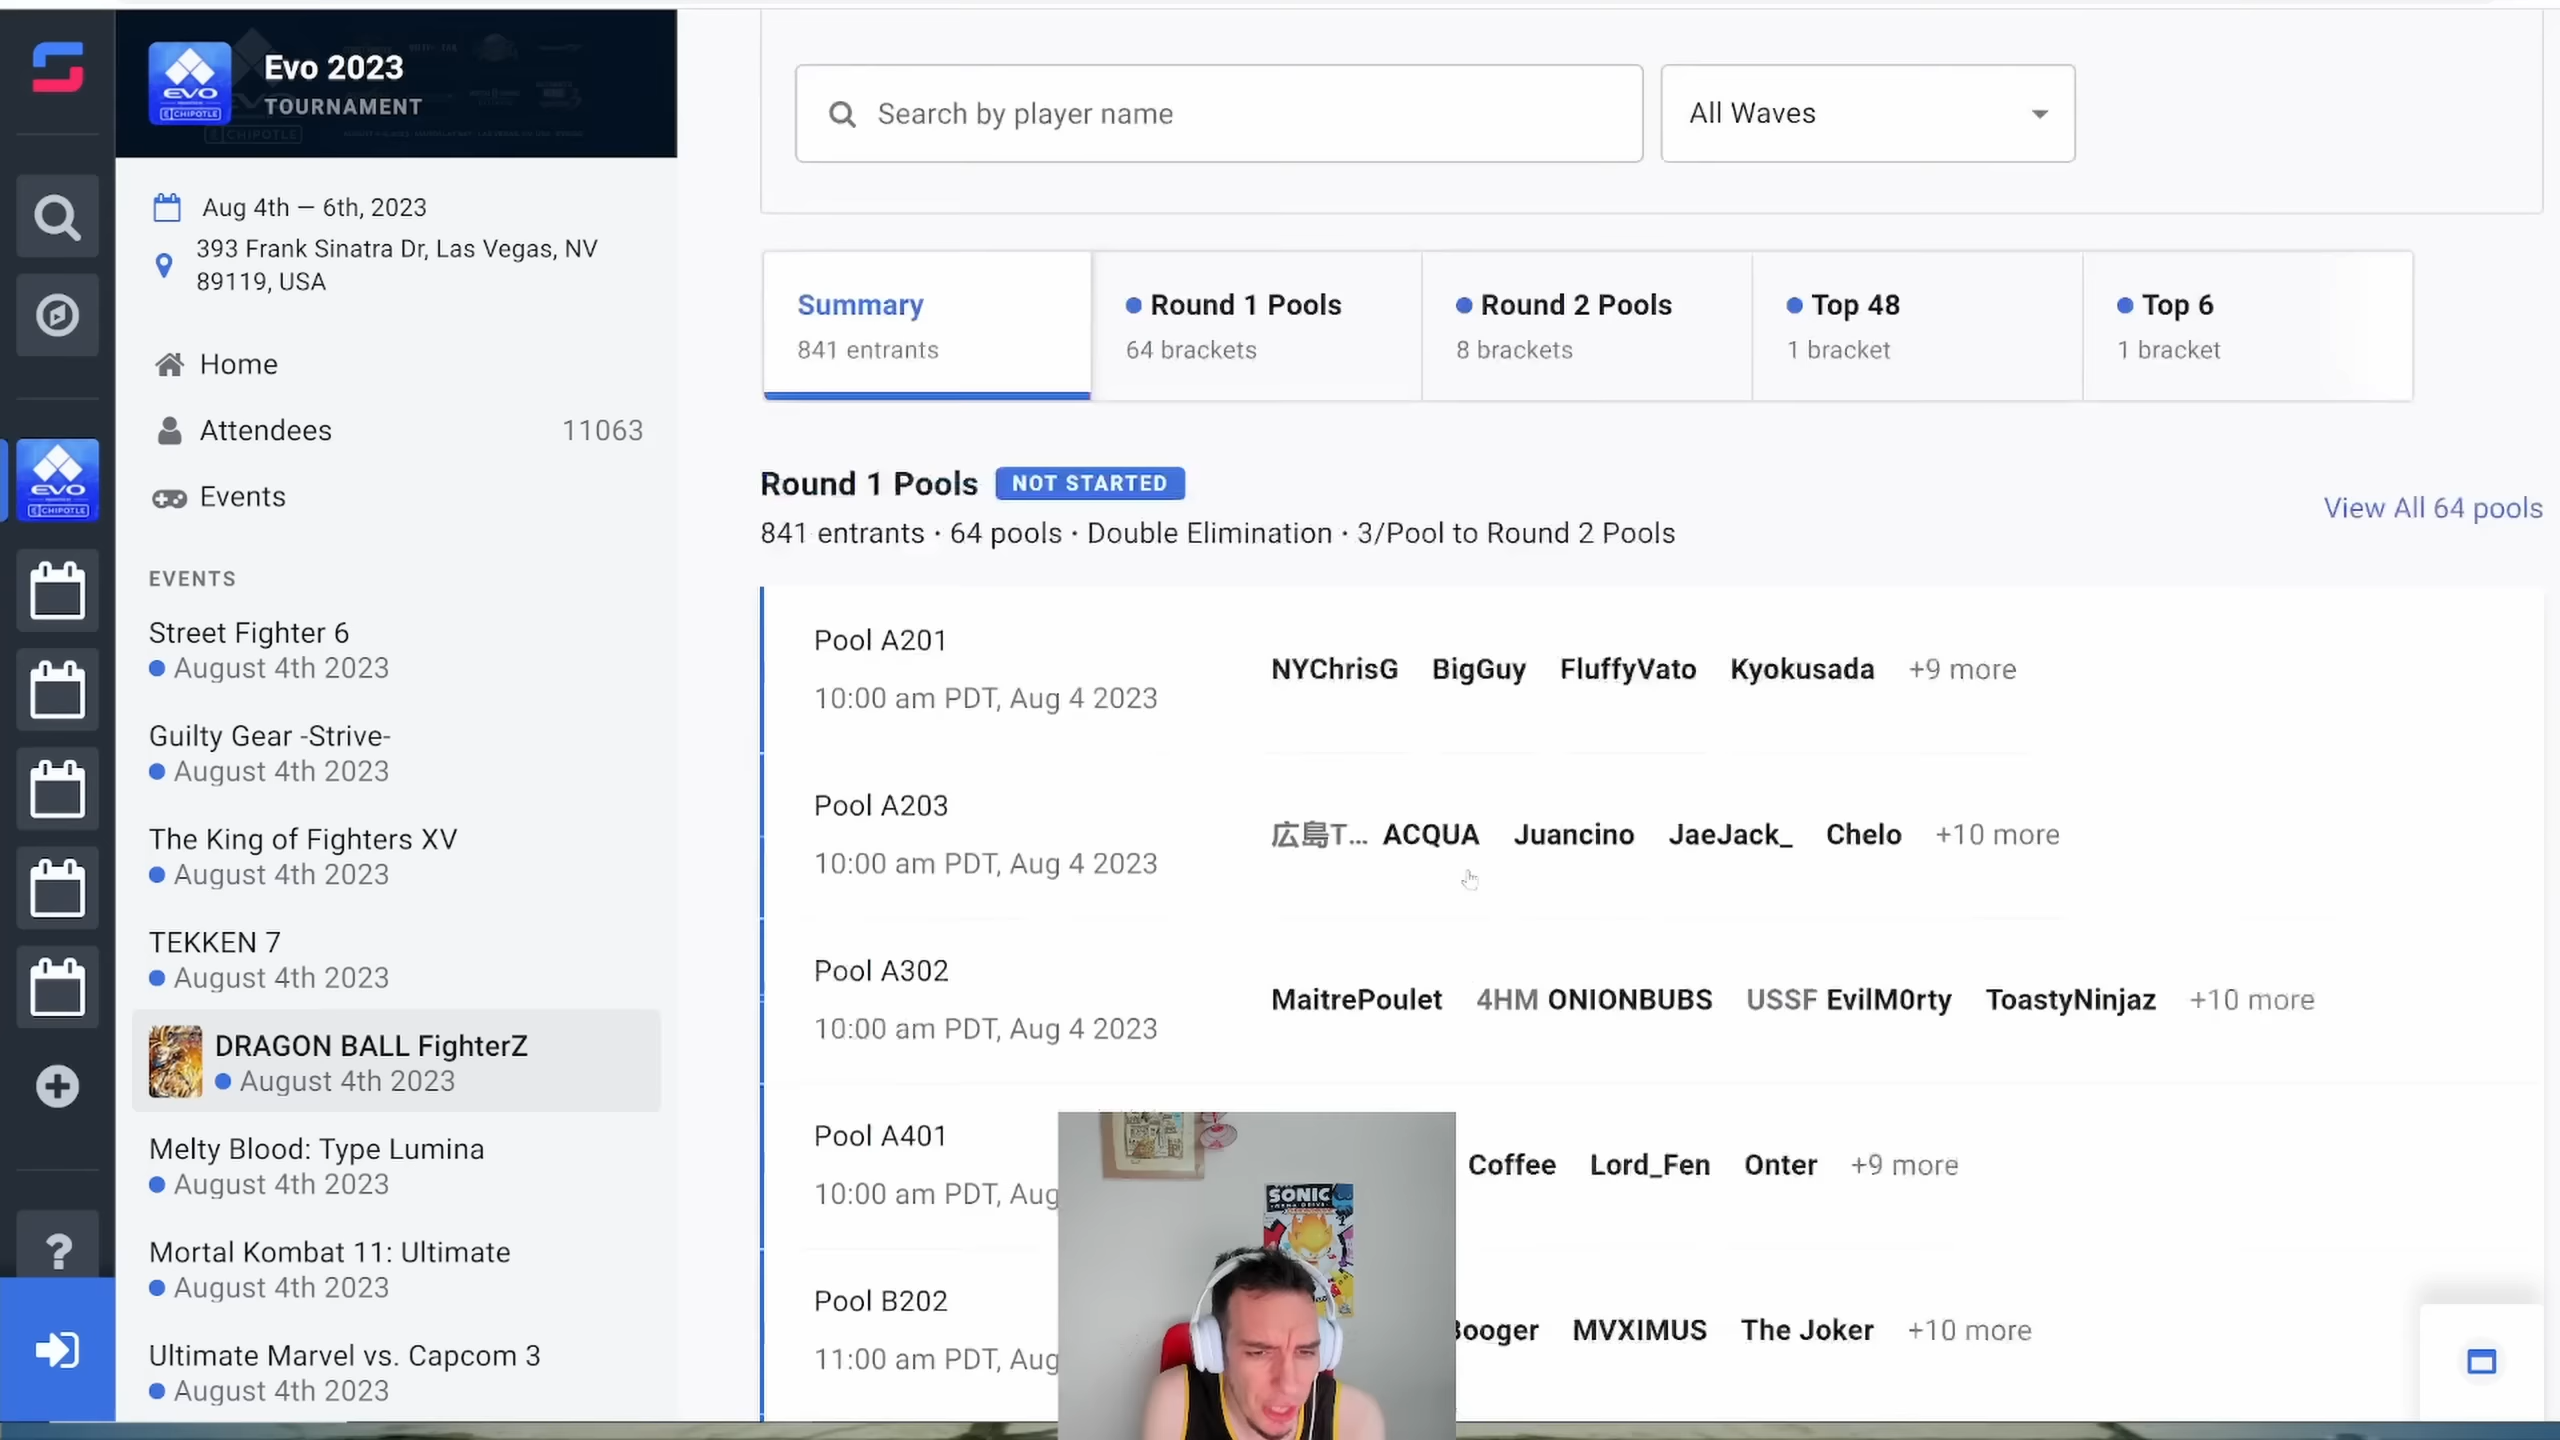 Evo 2023
TOURNAMENT
EVO
CHIPOTLE
Aug 4th — 6th, 2023
393 Frank Sinatra Dr, Las Vegas, NV
89119, USA
Home
Attendees 11063
Events
EVENTS
Street Fighter 6
August 4th 2023
Guilty Gear -Strive-
August 4th 2023
The King of Fighters XV
August 4th 2023
TEKKEN 7
August 4th 2023
DRAGON BALL FighterZ
August 4th 2023
Melty Blood: Type Lumina
August 4th 2023
Mortal Kombat 11: Ultimate
August 4th 2023
Ultimate Marvel vs. Capcom 3
August 4th 2023
EVO
CHIPOTLE
Search by player name
All Waves
Summary
841 entrants
Round 1 Pools
64 brackets
Round 2 Pools
8 brackets
Top 48
1 bracket
Top 6
1 bracket
Round 1 Pools NOT STARTED
841 entrants · 64 pools · Double Elimination · 3/Pool to Round 2 Pools
View All 64 pools
Pool A201
10:00 am PDT, Aug 4 2023
NYChrisG BigGuy FluffyVato Kyokusada +9 more
Pool A203
10:00 am PDT, Aug 4 2023
広島T... ACQUA Juancino JaeJack_ Chelo +10 more
Pool A302
10:00 am PDT, Aug 4 2023
MaitrePoulet 4HM ONIONBUBS USSF EvilM0rty ToastyNinjaz +10 more
Pool A401
10:00 am PDT, Aug
Coffee Lord_Fen Onter +9 more
Pool B202
11:00 am PDT, Aug
Booger MVXIMUS The Joker +10 more
SONIC